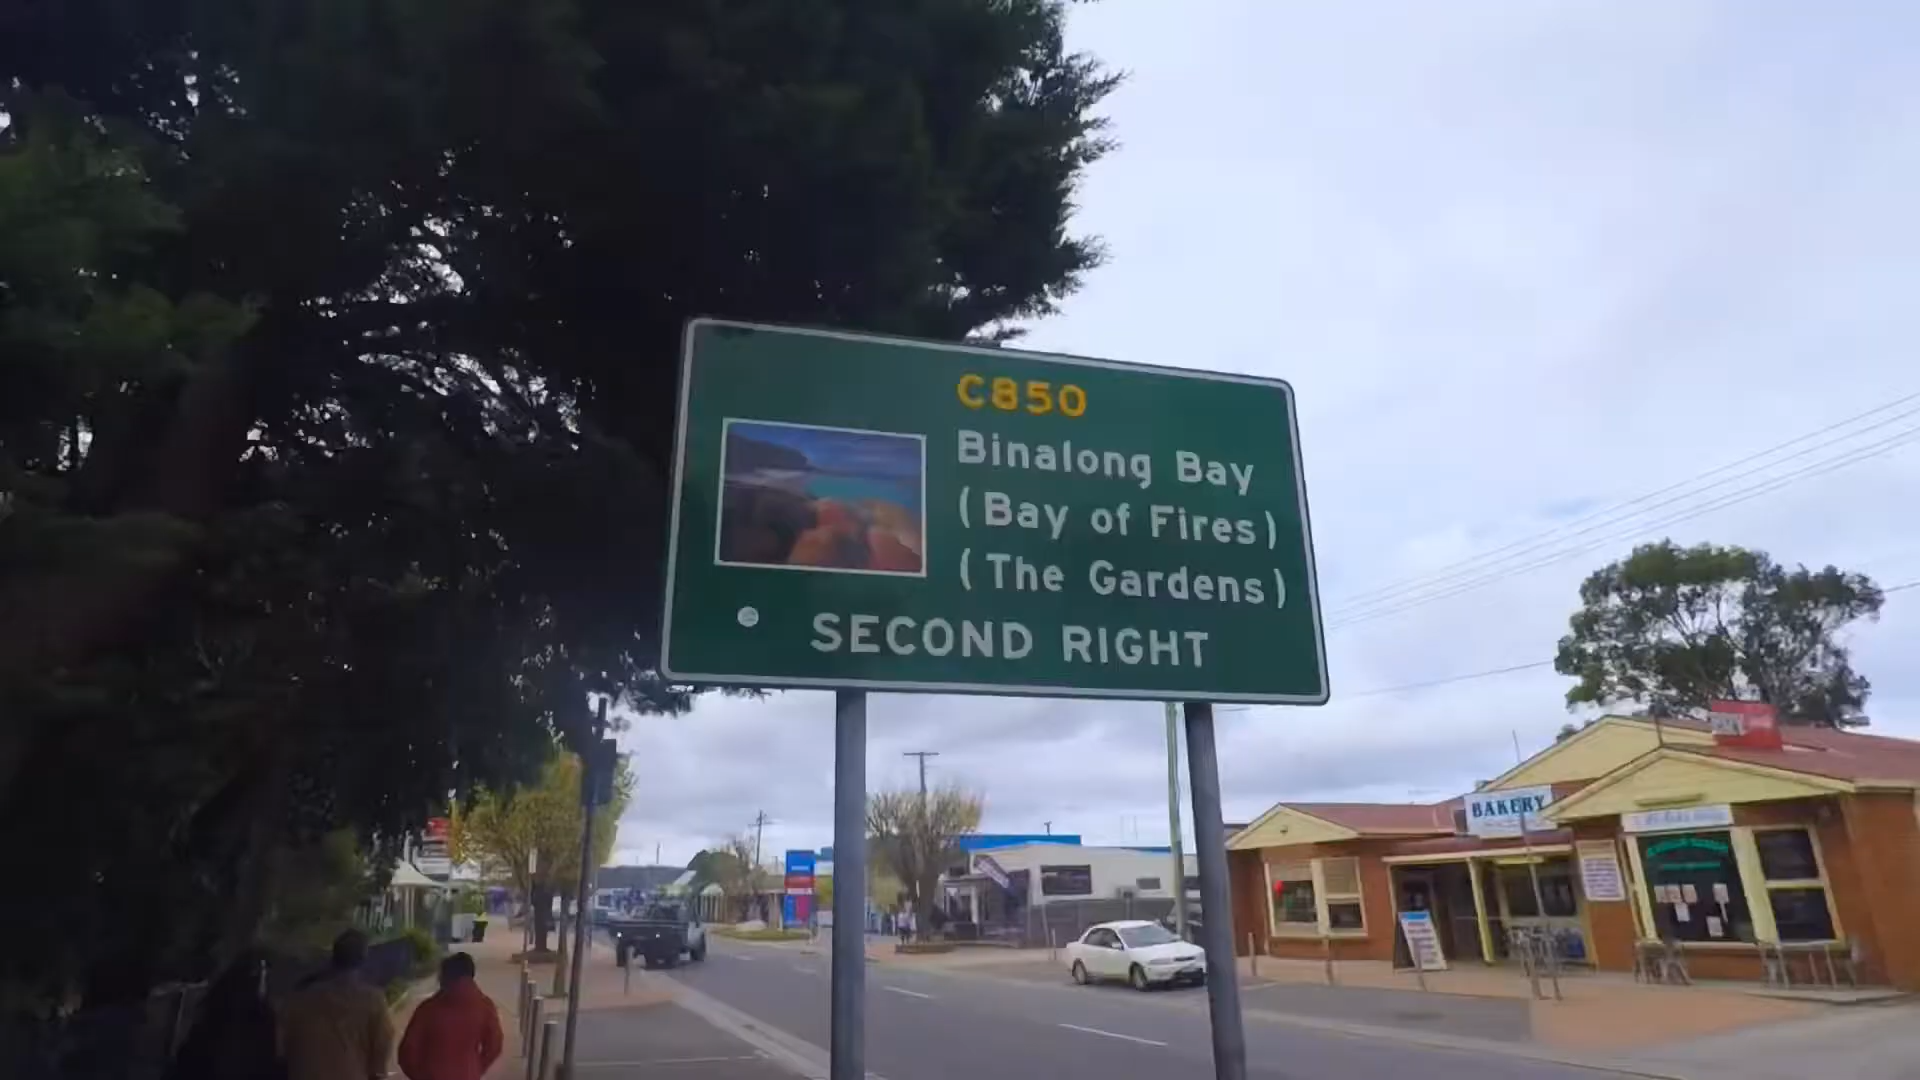 C850
Binalong Bay
(Bay of Fires)
(The Gardens)
SECOND RIGHT
BAKERY